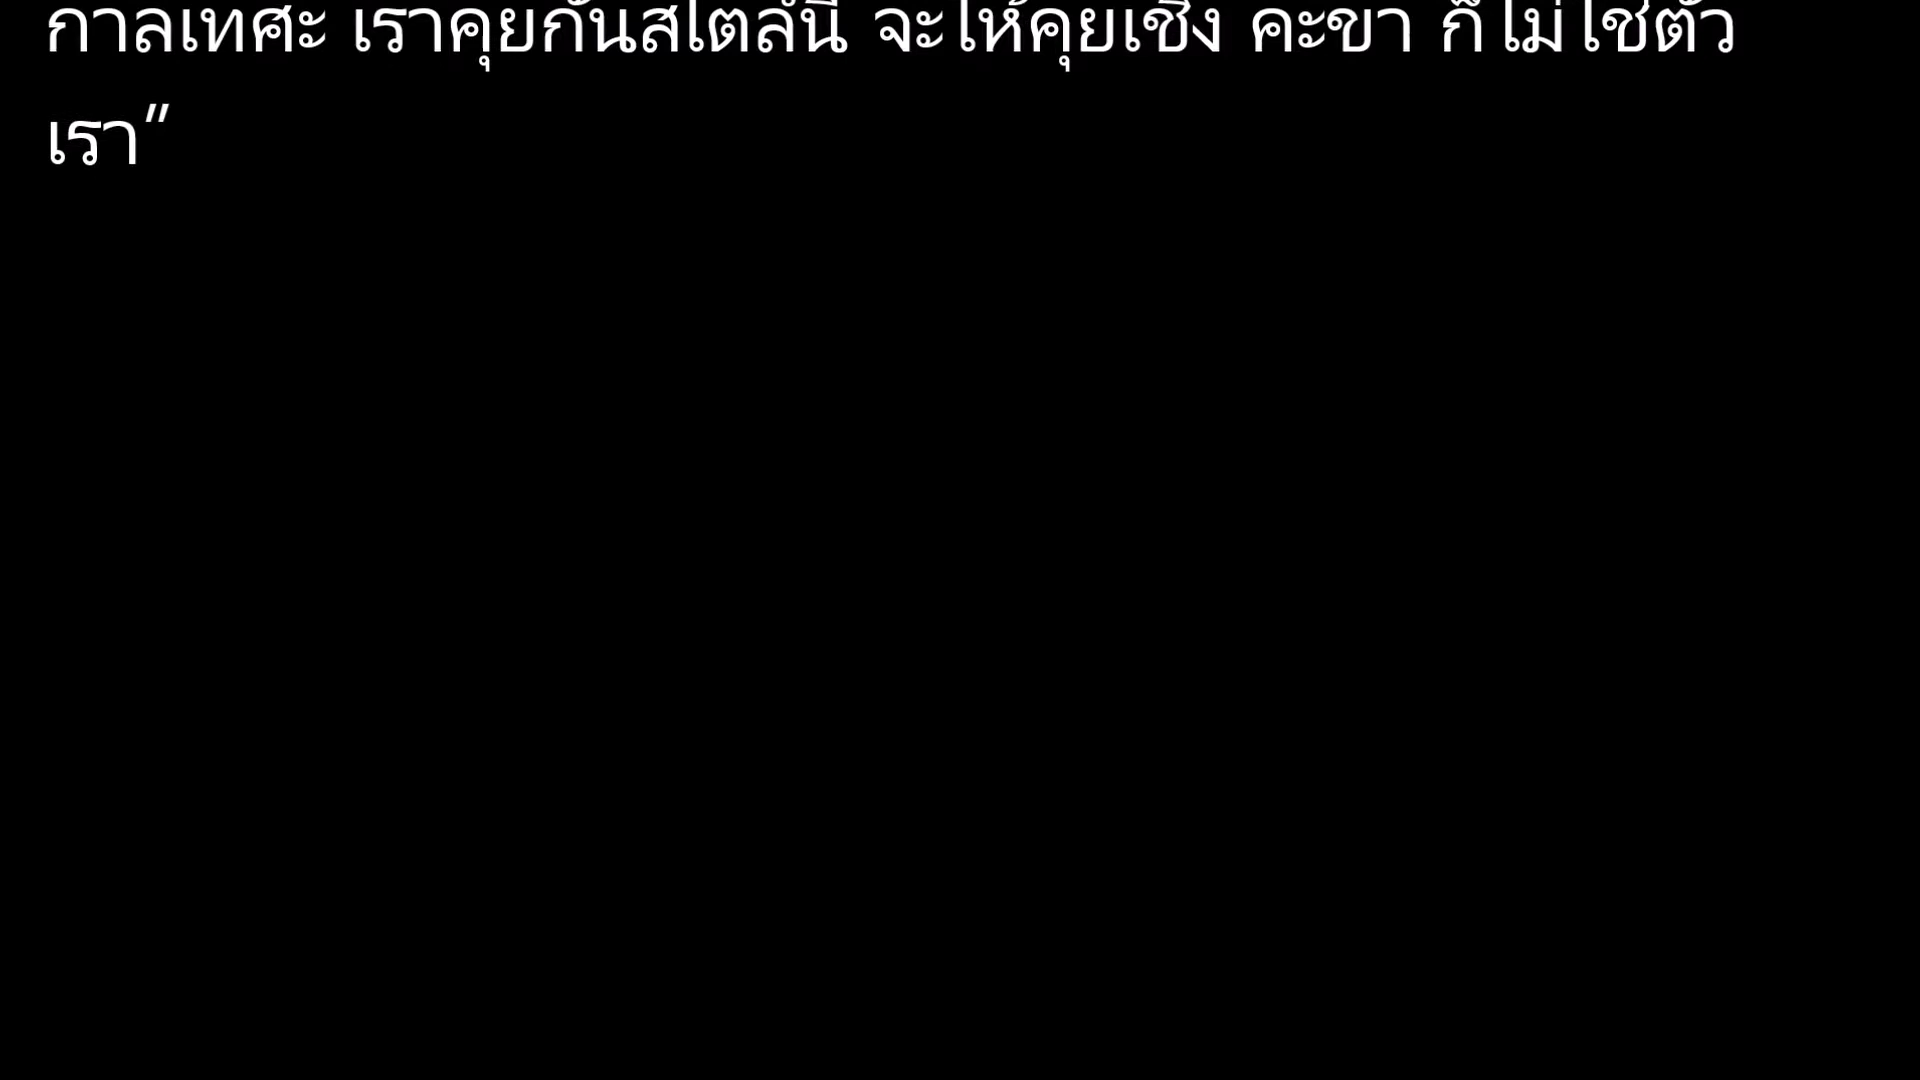 กาลเทศะ เราคุยกันสไตล์นี้ จะให้คุยเชิง คะขา ก็ไม่ใช่ตัว
เรา”